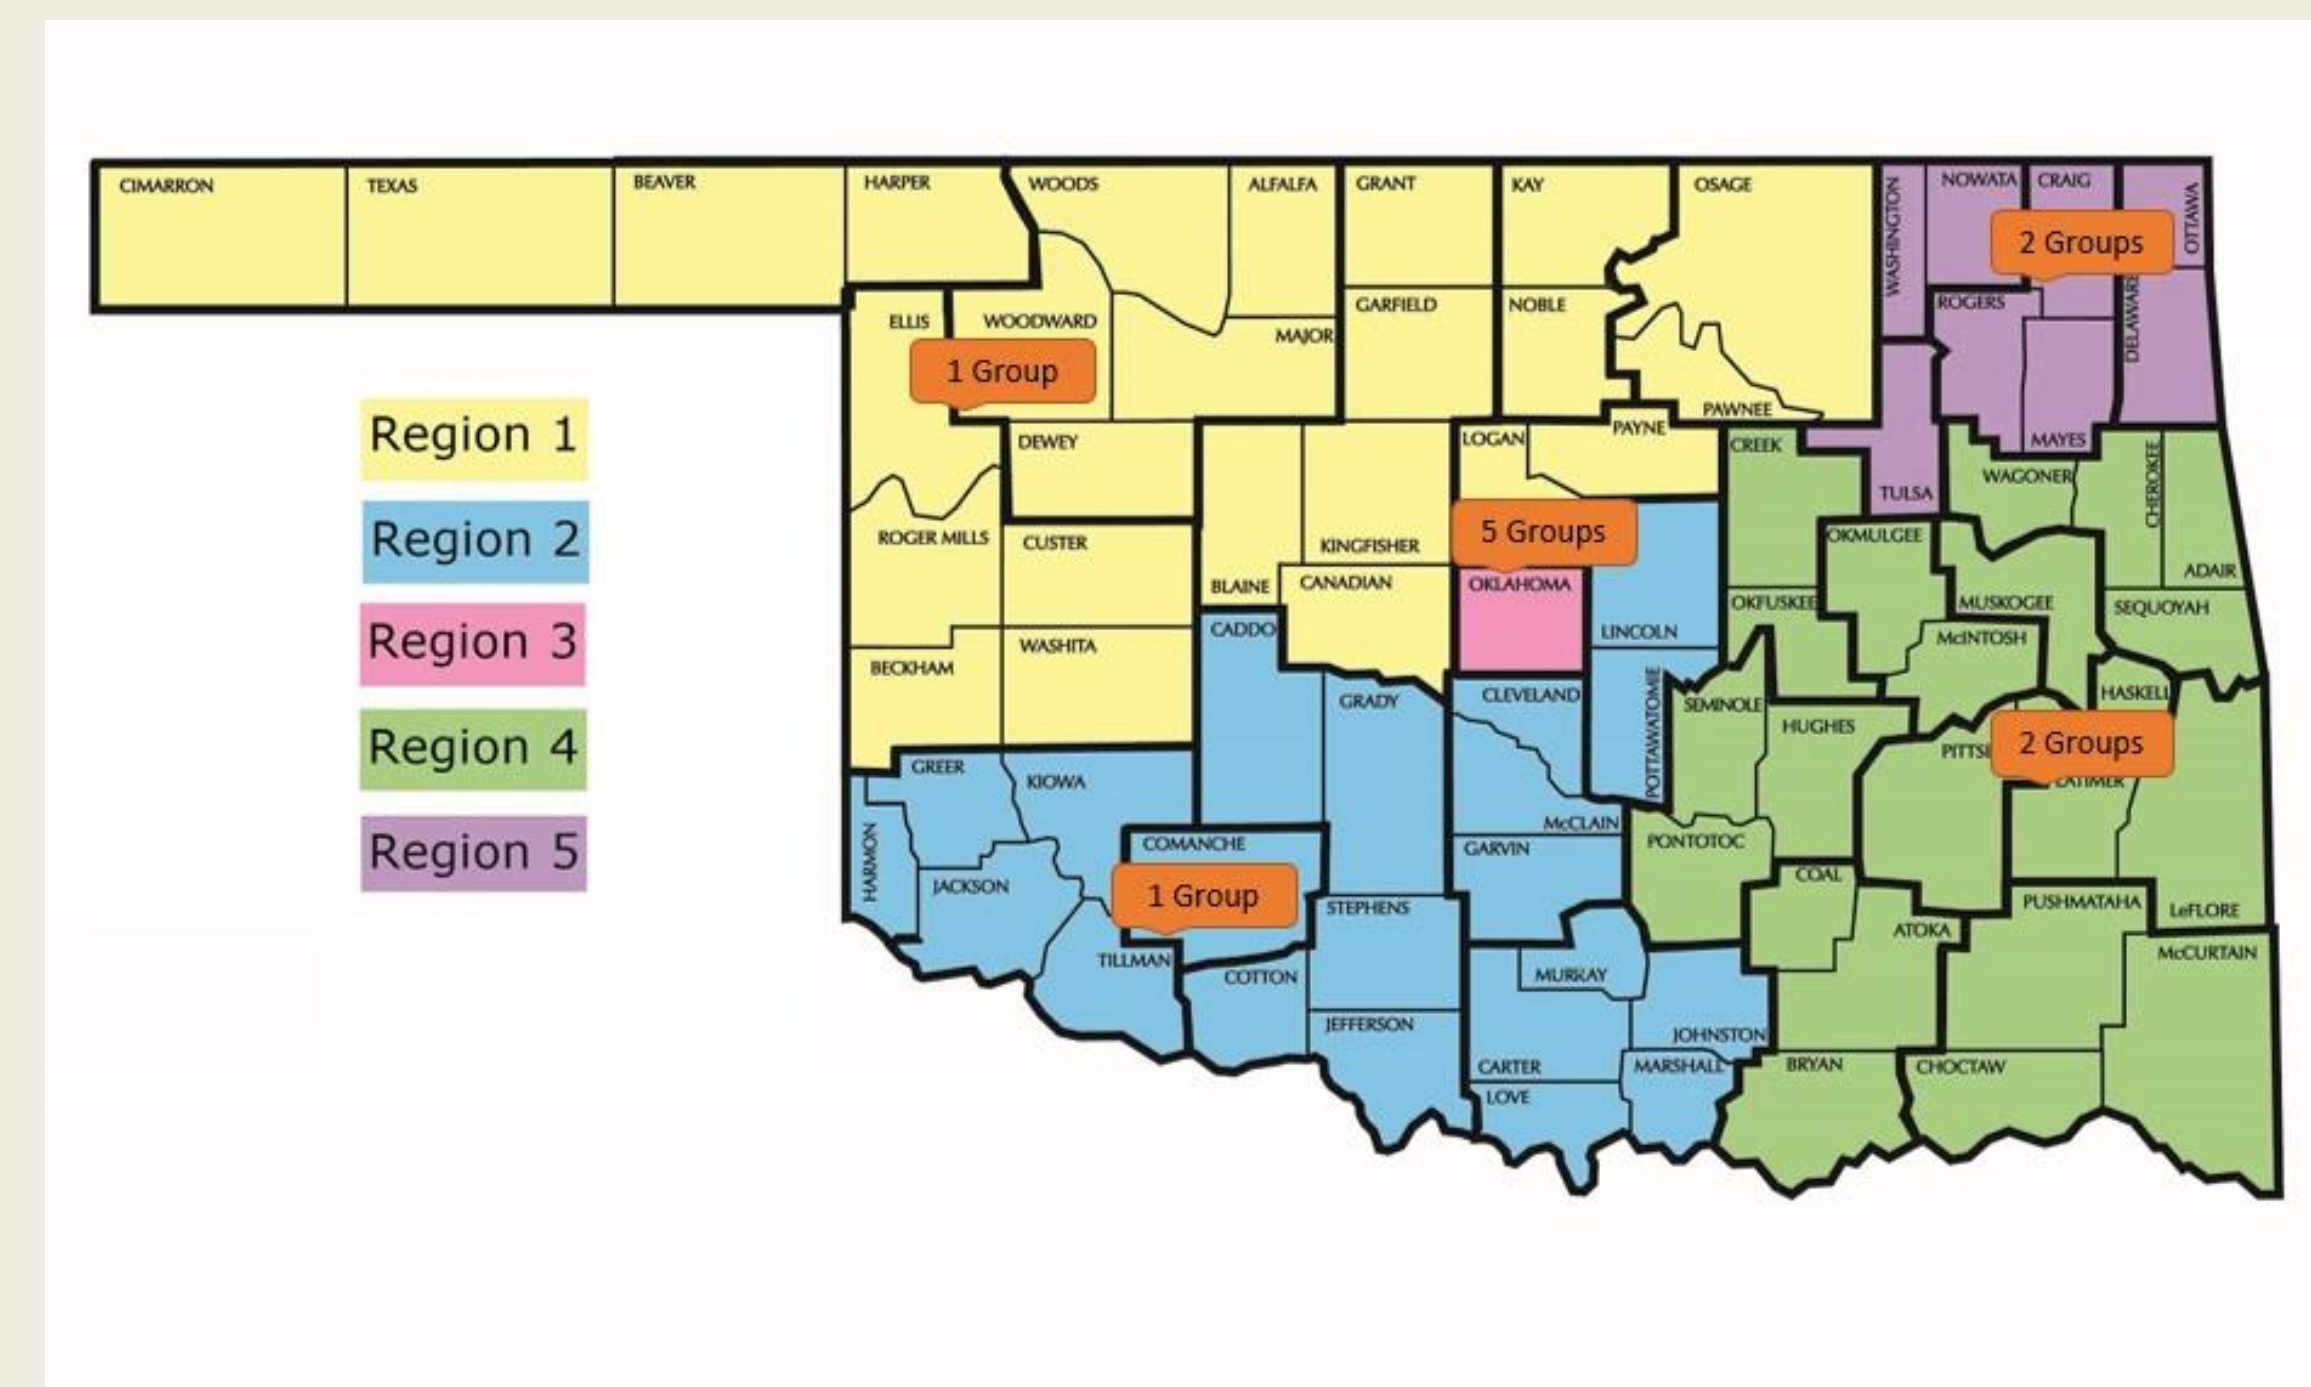 CIMARRON
TEXAS
BEAVER
HARPER
WOODS
ALFALFA
GRANT
KAY
OSAGE
WASHINGTON
NOWATA
CRAIG
OTTAWA
2 Groups
ELLIS
WOODWARD
MAJOR
GARFIELD
NOBLE
ROGERS
DELAWARE
1 Group
PAWNEE
DEWEY
LOGAN
PAYNE
CREEK
TULSA
MAYES
WAGONER
CHEROKEE
ADAIR
Region 1
Region 2
Region 3
Region 4
Region 5
ROGER MILLS
CUSTER
BLAINE
KINGFISHER
CANADIAN
5 Groups
OKLAHOMA
LINCOLN
OKMULGEE
OKFUSKEE
MUSKOGEE
SEQUOYAH
McINTOSH
BECKHAM
WASHITA
CADDO
GRADY
CLEVELAND
POTTAWATOMIE
SEMINOLE
HUGHES
HASKELL
PITTSB
2 Groups
LATIMER
GREER
KIOWA
HARMON
JACKSON
COMANCHE
1 Group
McCLAIN
GARVIN
PONTOTOC
COAL
STEPHENS
ATOKA
PUSHMATAHA
LeFLORE
TILLMAN
COTTON
MURRAY
McCURTAIN
JEFFERSON
JOHNSTON
CARTER
MARSHALL
BRYAN
CHOCTAW
LOVE